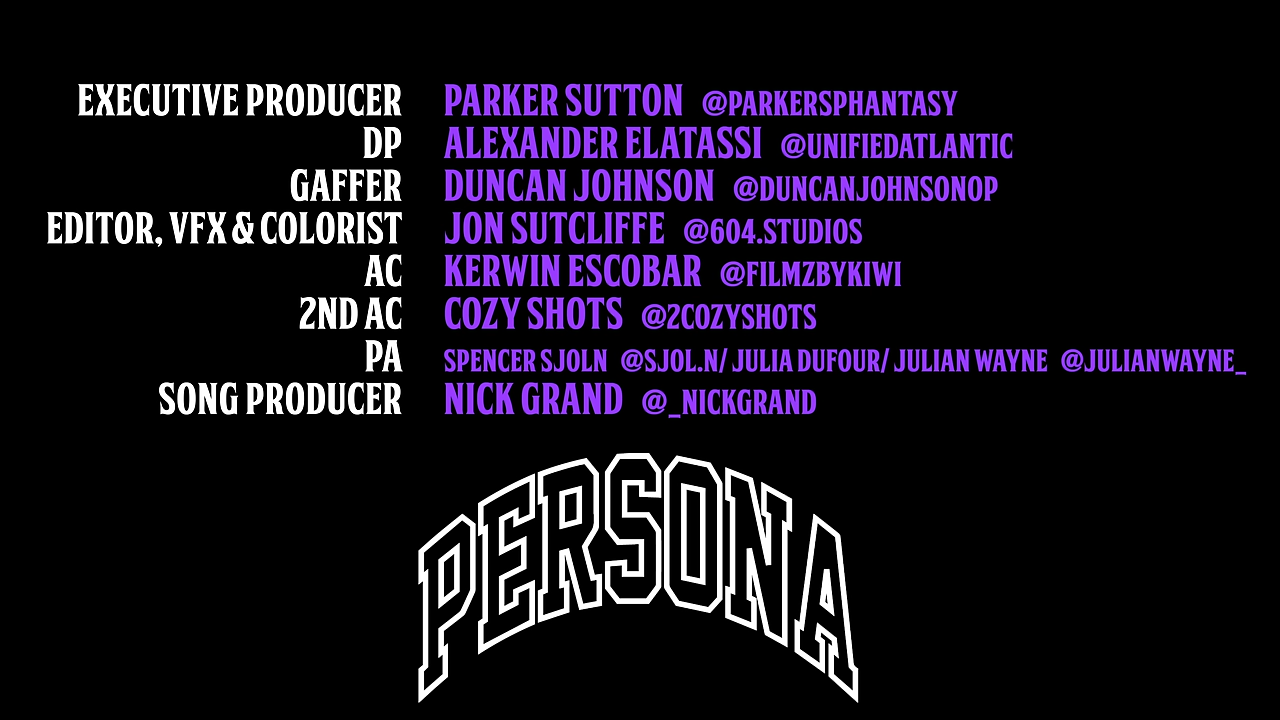 EXECUTIVE PRODUCER PARKER SUTTON @PARKERSPHANTASY
DP ALEXANDER ELATASSI @UNIFIEDATLANTIC
GAFFER DUNCAN JOHNSON @DUNCANJOHNSONOP
EDITOR, VFX & COLORIST JON SUTCLIFFE @604.STUDIOS
AC KERWIN ESCOBAR @FILMZBYKIWI
2ND AC COZY SHOTS @2COZYSHOTS
PA SPENCER SJOLN @SJOL.N/ JULIA DUFOUR/ JULIAN WAYNE @JULIANWAYNE_
SONG PRODUCER NICK GRAND @_NICKGRAND
PERSONA